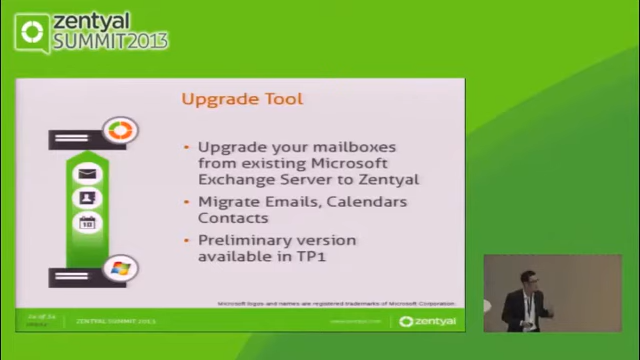 zentyal
SUMMIT2013
Upgrade Tool
• Upgrade your mailboxes
from existing Microsoft
Exchange Server to Zentyal
• Migrate Emails, Calendars
Contacts
• Preliminary version
available in TP1
Microsoft logos and names are registered trademarks of Microsoft Corporation.
ZENTYAL SUMMIT 2013
www.zentyal.com
zentyal